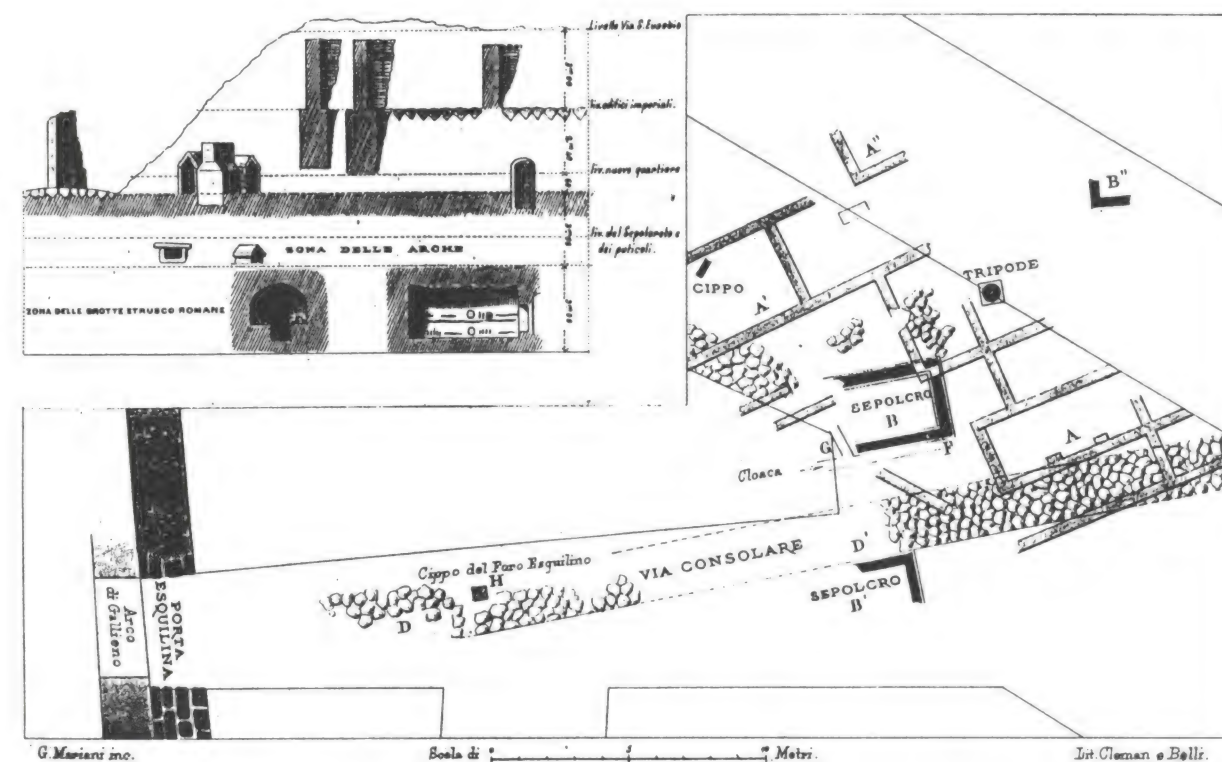 Livello Via S. Eusebio
liv. edifici imperiali.
liv. nuovo quartiere
liv. del Sepolcreto e
dei puticoli.
ZONA DELLE ARCHE
ZONA DELLE GROTTE ETRUSCO ROMANE
A"
B"
CIPPO
A'
TRIPODE
SEPOLCRO
B
A
G
F
Cloaca
VIA CONSOLARE
D'
Cippo del Foro Esquilino
H
D
SEPOLCRO
B'
PORTA
ESQUILINA
Arco
di Gallieno
G. Mariani inc.
Scala di
Metri.
Lit. Cleman e Belli.